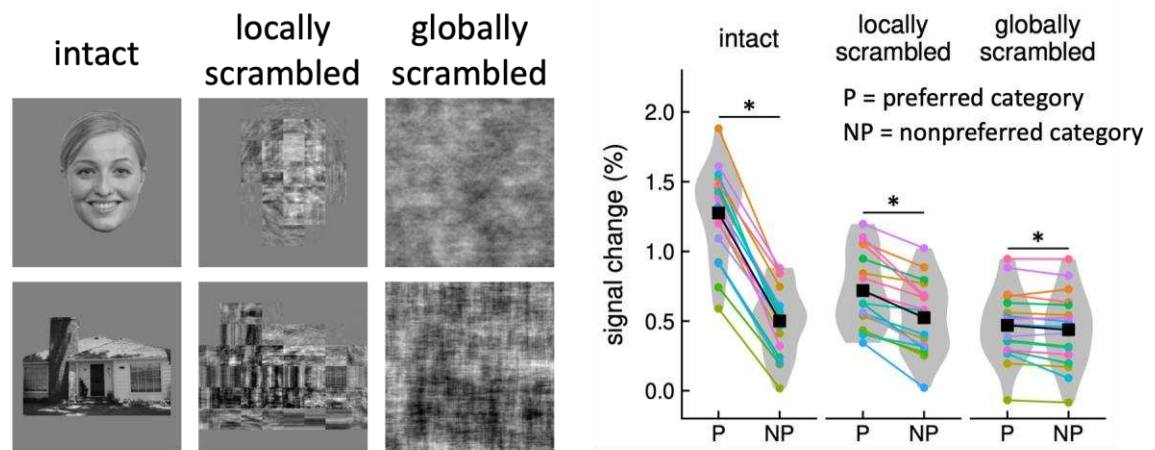 intact
locally
scrambled
globally
scrambled
intact
locally
scrambled
globally
scrambled
P = preferred category
NP = nonpreferred category
signal change (%)
2.0
1.5
1.0
0.5
0.0
*
*
*
P NP P NP P NP